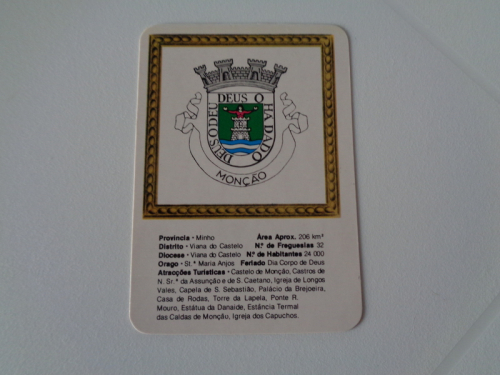 DEUS O DEU DEUS O HA DADO
MONÇÃO
Província • Minho Área Aprox. 206 km²
Distrito • Viana do Castelo N.º de Freguesias 32
Diocese • Viana do Castelo N.º de Habitantes 24 000
Orago • St.ª Maria Anjos Feriado Dia Corpo de Deus
Atracções Turísticas • Castelo de Monção, Castros de
N. Sr.ª da Assunção e de S. Caetano, Igreja de Longos
Vales, Capela de S. Sebastião, Palácio da Brejoeira,
Casa de Rodas, Torre da Lapela, Ponte R.
Mouro, Estátua da Danaide, Estância Termal
das Caldas de Monção, Igreja dos Capuchos.